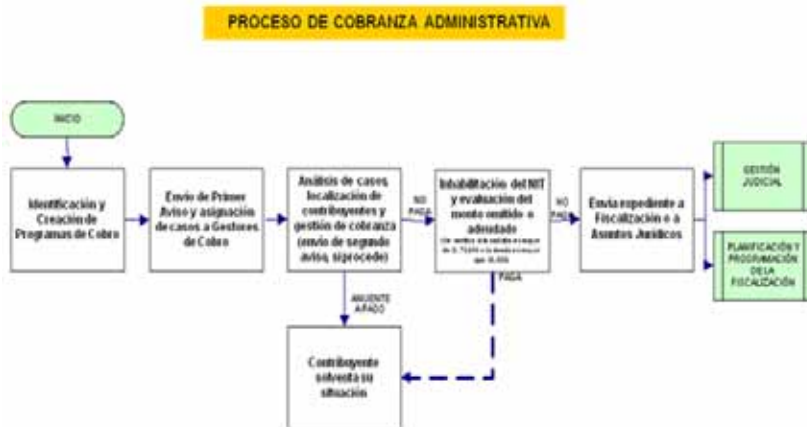 PROCESO DE COBRANZA ADMINISTRATIVA
INICIO
Identificación y
Creación de
Programas de Cobro
Envío de Primer
Aviso y asignación
de casos a Gestores
de Cobro
Análisis de casos,
localización de
contribuyentes y
gestión de cobranza
(envío de segundo
aviso, si procede)
NO
PAGA
Inhabilitación del NIT
y evaluación del
monto omitido o
adeudado
NO
PAGA
Envía expediente a
Fiscalización o a
Asuntos Jurídicos
GESTIÓN
JUDICIAL
PLANIFICACIÓN Y
PROGRAMACIÓN
DE LA
FISCALIZACIÓN
PAGA
ANUENTE
A PAGO
Contribuyente
solventa su
situación